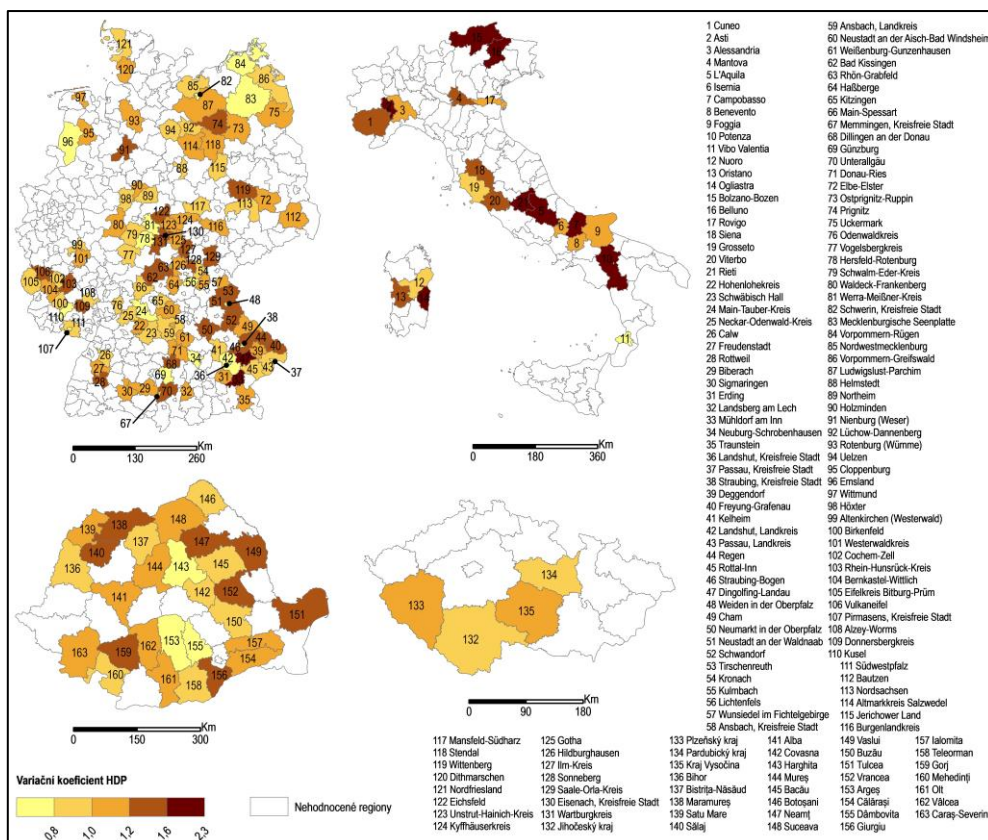 1 Cuneo
2 Asti
3 Alessandria
4 Mantova
5 L'Aquila
6 Isernia
7 Campobasso
8 Benevento
9 Foggia
10 Potenza
11 Vibo Valentia
12 Nuoro
13 Oristano
14 Ogliastra
15 Bolzano-Bozen
16 Belluno
17 Rovigo
18 Siena
19 Grosseto
20 Viterbo
21 Rieti
22 Hohenlohekreis
23 Schwäbisch Hall
24 Main-Tauber-Kreis
25 Neckar-Odenwald-Kreis
26 Calw
27 Freudenstadt
28 Rottweil
29 Biberach
30 Sigmaringen
31 Erding
32 Landsberg am Lech
33 Mühldorf am Inn
34 Neuburg-Schrobenhausen
35 Traunstein
36 Landshut, Kreisfreie Stadt
37 Passau, Kreisfreie Stadt
38 Straubing, Kreisfreie Stadt
39 Deggendorf
40 Freyung-Grafenau
41 Kelheim
42 Landshut, Landkreis
43 Passau, Landkreis
44 Regen
45 Rottal-Inn
46 Straubing-Bogen
47 Dingolfing-Landau
48 Weiden in der Oberpfalz
49 Cham
50 Neumarkt in der Oberpfalz
51 Neustadt an der Waldnaab
52 Schwandorf
53 Tirschenreuth
54 Kronach
55 Kulmbach
56 Lichtenfels
57 Wunsiedel im Fichtelgebirge
58 Ansbach, Kreisfreie Stadt
59 Ansbach, Landkreis
60 Neustadt an der Aisch-Bad Windsheim
61 Weißenburg-Gunzenhausen
62 Bad Kissingen
63 Rhön-Grabfeld
64 Haßberge
65 Kitzingen
66 Main-Spessart
67 Memmingen, Kreisfreie Stadt
68 Dillingen an der Donau
69 Günzburg
70 Unterallgäu
71 Donau-Ries
72 Elbe-Elster
73 Ostprignitz-Ruppin
74 Prignitz
75 Uckermark
76 Odenwaldkreis
77 Vogelsbergkreis
78 Hersfeld-Rotenburg
79 Schwalm-Eder-Kreis
80 Waldeck-Frankenberg
81 Werra-Meißner-Kreis
82 Schwerin, Kreisfreie Stadt
83 Mecklenburgische Seenplatte
84 Vorpommern-Rügen
85 Nordwestmecklenburg
86 Vorpommern-Greifswald
87 Ludwigslust-Parchim
88 Helmstedt
89 Northeim
90 Holzminden
91 Nienburg (Weser)
92 Lüchow-Dannenberg
93 Rotenburg (Wümme)
94 Uelzen
95 Cloppenburg
96 Emsland
97 Wittmund
98 Höxter
99 Altenkirchen (Westerwald)
100 Birkenfeld
101 Westerwaldkreis
102 Cochem-Zell
103 Rhein-Hunsrück-Kreis
104 Bernkastel-Wittlich
105 Eifelkreis Bitburg-Prüm
106 Vulkaneifel
107 Pirmasens, Kreisfreie Stadt
108 Alzey-Worms
109 Donnersbergkreis
110 Kusel
111 Südwestpfalz
112 Bautzen
113 Nordsachsen
114 Altmarkkreis Salzwedel
115 Jerichower Land
116 Burgenlandkreis
117 Mansfeld-Südharz
118 Stendal
119 Wittenberg
120 Dithmarschen
121 Nordfriesland
122 Eichsfeld
123 Unstrut-Hainich-Kreis
124 Kyffhäuserkreis
125 Gotha
126 Hildburghausen
127 Ilm-Kreis
128 Sonneberg
129 Saale-Orla-Kreis
130 Eisenach, Kreisfreie Stadt
131 Wartburgkreis
132 Jihočeský kraj
133 Plzeňský kraj
134 Pardubický kraj
135 Kraj Vysočina
136 Bihor
137 Bistrița-Năsăud
138 Maramureș
139 Satu Mare
140 Sălaj
141 Alba
142 Covasna
143 Harghita
144 Mureș
145 Bacău
146 Botoșani
147 Neamț
148 Suceava
149 Vaslui
150 Buzău
151 Tulcea
152 Vrancea
153 Argeș
154 Călărași
155 Dâmbovita
156 Giurgiu
157 Ialomita
158 Teleorman
159 Gorj
160 Mehedinți
161 Olt
162 Vâlcea
163 Caraș-Severin
Km
0 130 260
Km
0 180 360
Km
0 150 300
Km
0 90 180
Variační koeficient HDP
0,8 1,0 1,2 1,6 2,3
Nehodnocené regiony